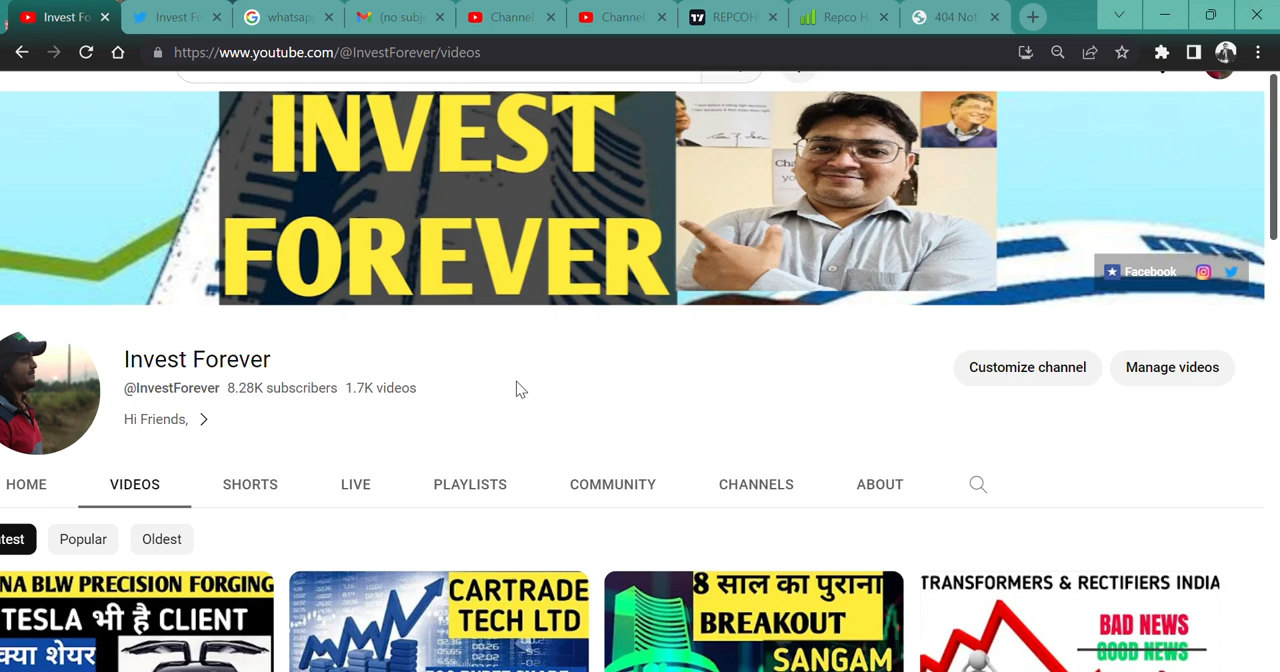 Invest Fo
Invest F
whatsap
(no subj
Channel
Channel
REPCOH
Repco H
404 Not
https://www.youtube.com/@InvestForever/videos
INVEST
FOREVER
Facebook
Invest Forever
@InvestForever 8.28K subscribers 1.7K videos
Hi Friends,
Customize channel
Manage videos
HOME
VIDEOS
SHORTS
LIVE
PLAYLISTS
COMMUNITY
CHANNELS
ABOUT
test
Popular
Oldest
NA BLW PRECISION FORGING
TESLA भी है CLIENT
क्या शेयर
CARTRADE
TECH LTD
8 साल का पुराना
BREAKOUT
SANGAM
TRANSFORMERS & RECTIFIERS INDIA
BAD NEWS
GOOD NEWS